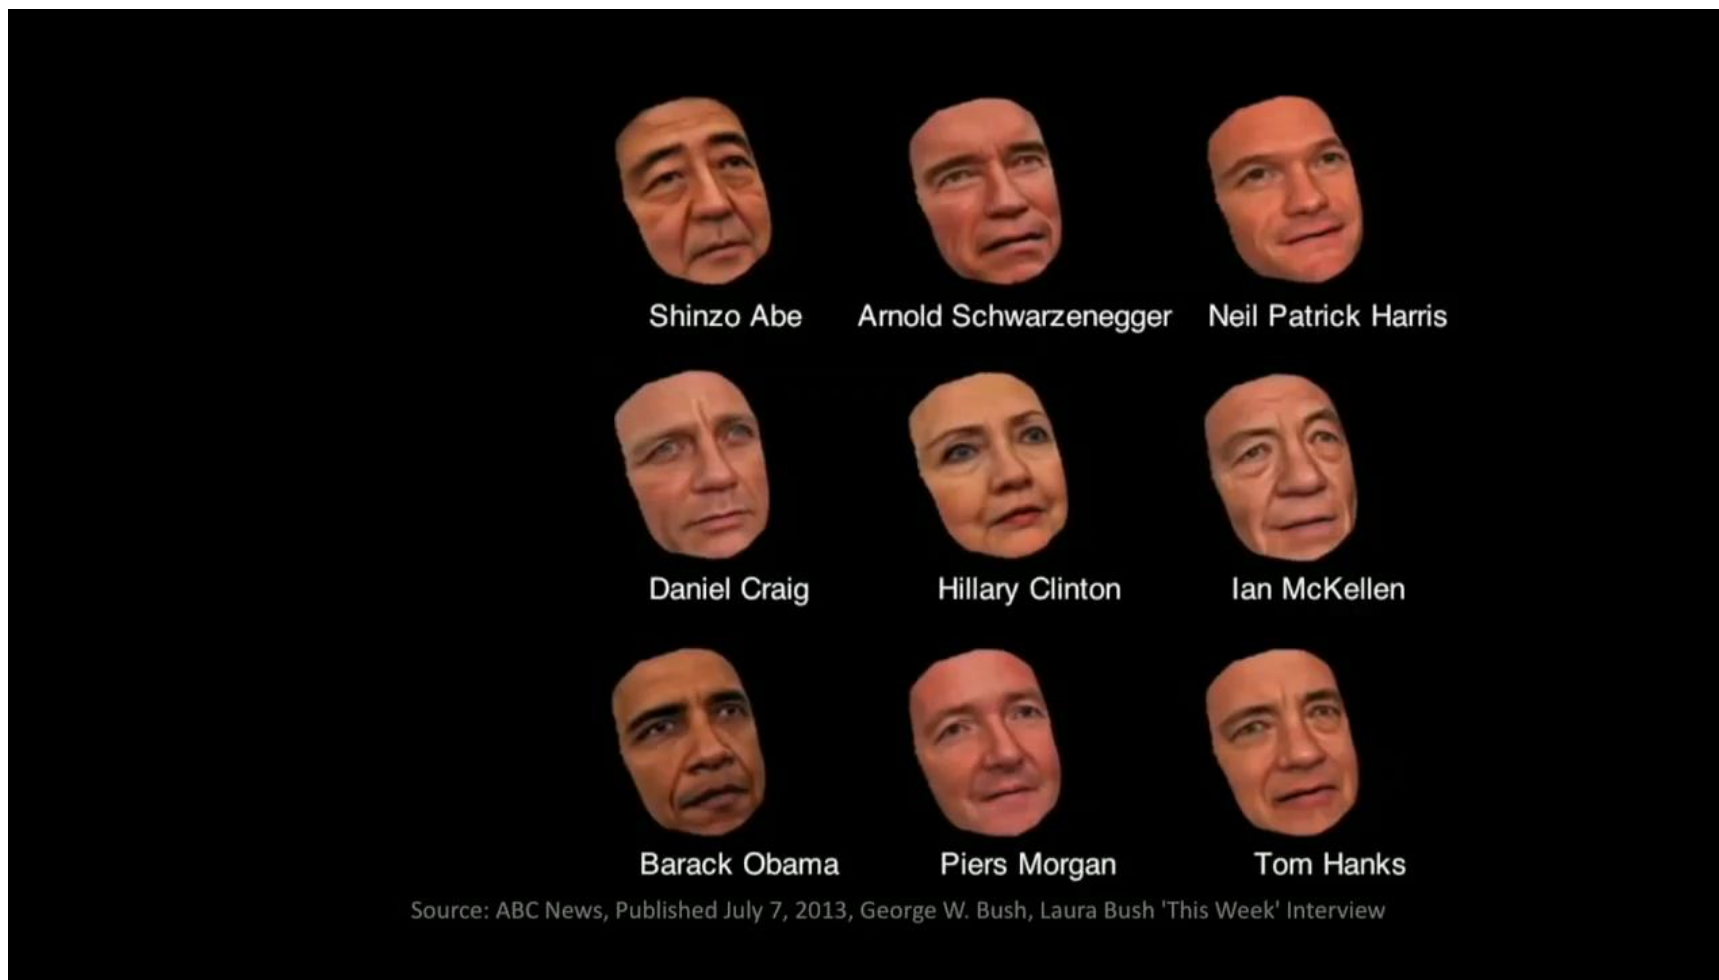 Shinzo Abe Arnold Schwarzenegger Neil Patrick Harris
Daniel Craig Hillary Clinton Ian McKellen
Barack Obama Piers Morgan Tom Hanks
Source: ABC News, Published July 7, 2013, George W. Bush, Laura Bush 'This Week' Interview